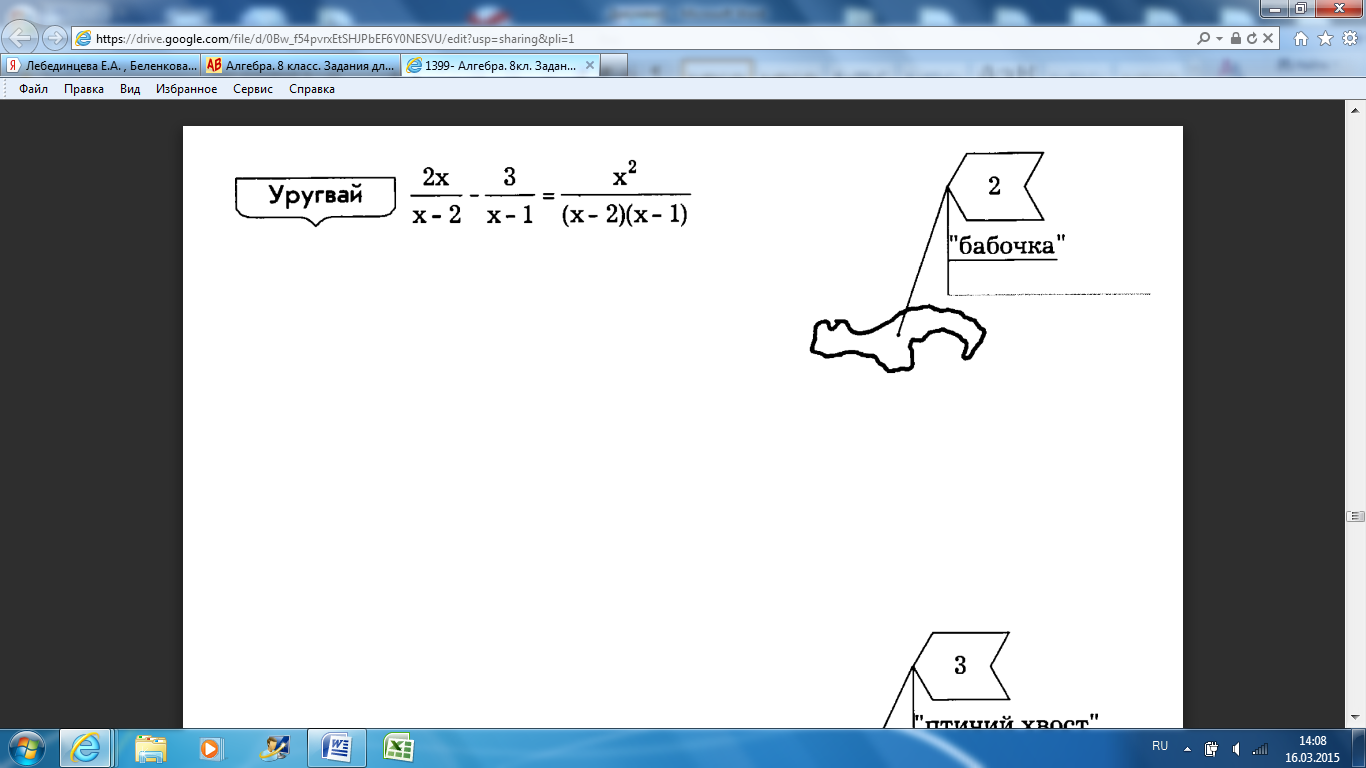 https://drive.google.com/file/d/0Bw_f54pvrxEtSHJPbEF6Y0NESVU/edit?usp=sharing&pli=1
Лебединцева Е.А. , Беленкова...
Алгебра. 8 класс. Задания дл...
1399- Алгебра. 8кл. Задан...
Файл Правка Вид Избранное Сервис Справка
Уругвай 2x/(x - 2) - 3/(x - 1) = x²/((x - 2)(x - 1))
2
"бабочка"
3
"птичий хвост"
RU
14:08
16.03.2015